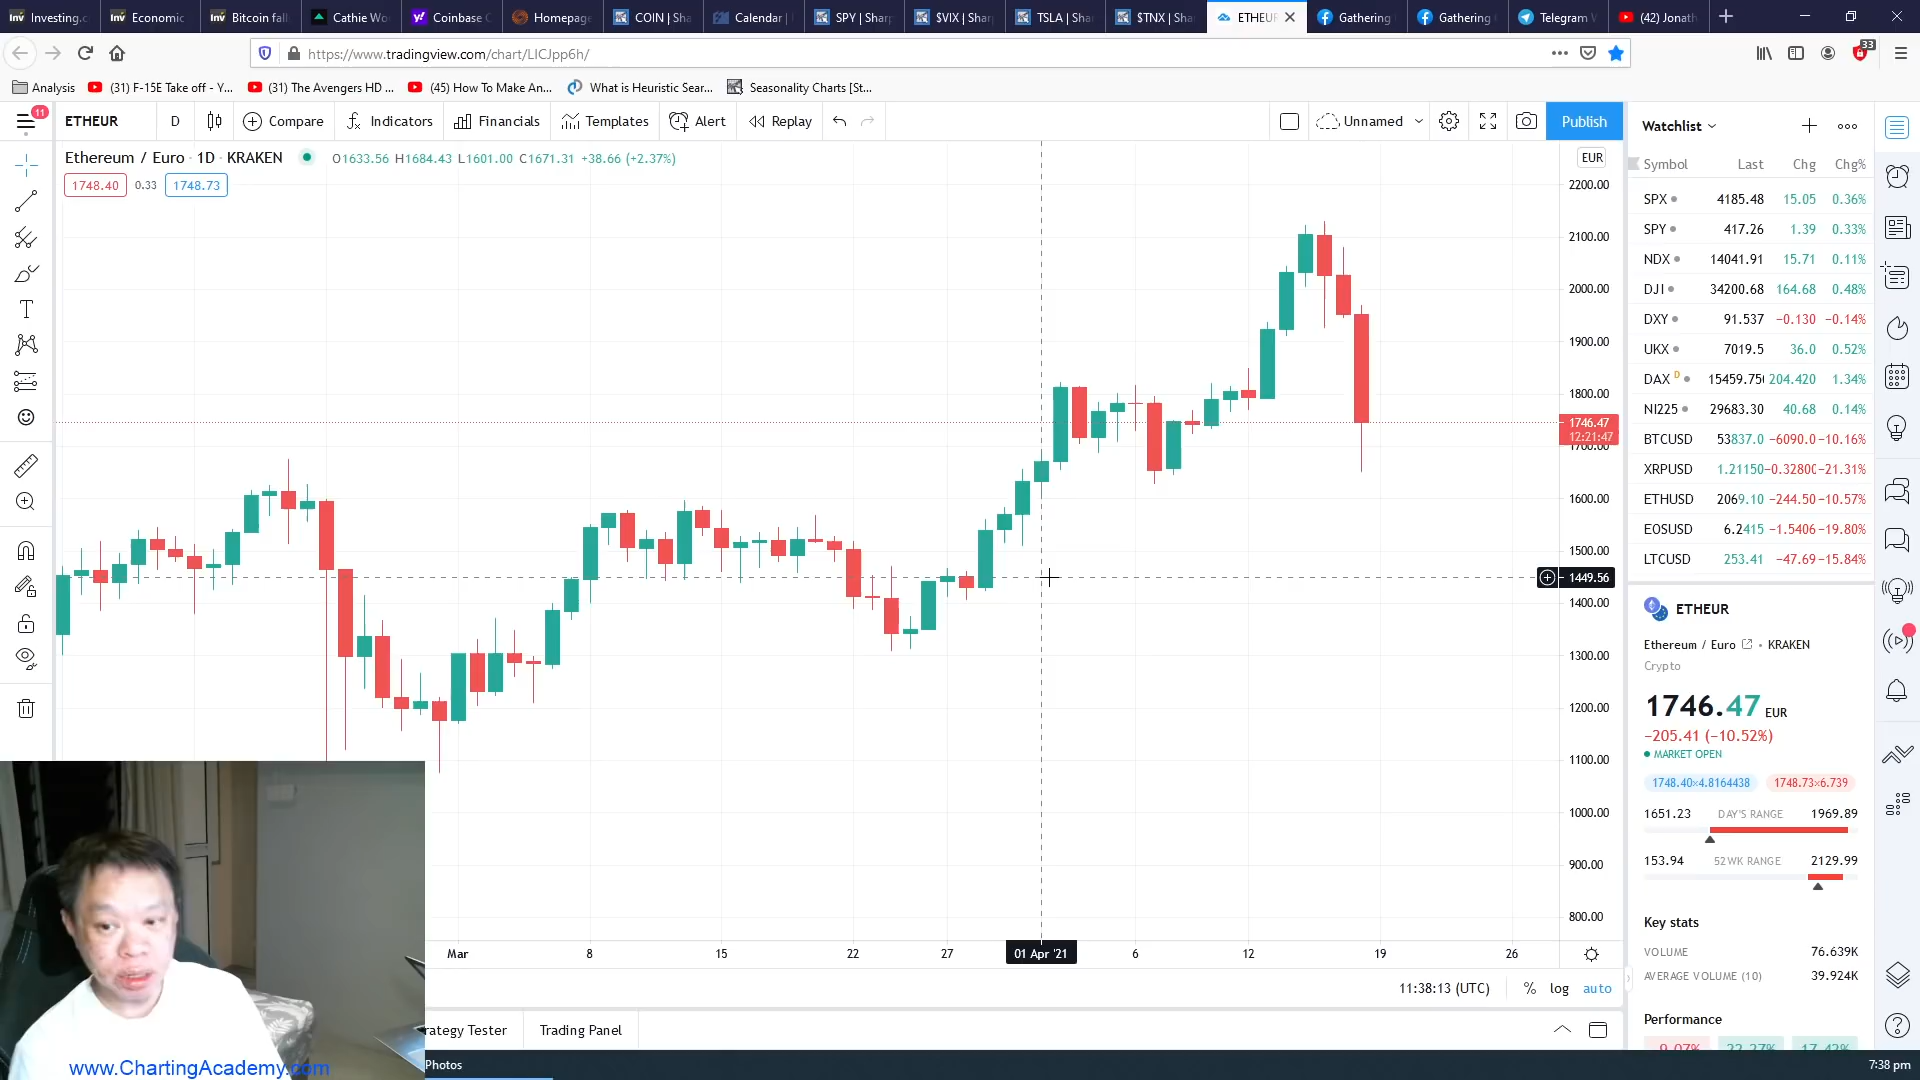 Investing.c
Economic
Bitcoin fal
Cathie Wo
Coinbase C
Homepag
COIN | Sha
Calendar |
SPY | Shar
$VIX | Shar
TSLA | Sha
$TNX | Sha
ETHEUR
Gathering
Gathering
Telegram W
(42) Jonath
https://www.tradingview.com/chart/LICJpp6h/
33
Analysis
(31) F-15E Take off - Y...
(31) The Avengers HD ...
(45) How To Make An...
What is Heuristic Sear...
Seasonality Charts [St...
11
ETHEUR D Compare Indicators Financials Templates Alert Replay Unnamed Publish
Ethereum / Euro · 1D · KRAKEN O1633.56 H1684.43 L1601.00 C1671.31 +38.66 (+2.37%)
1748.40 0.33 1748.73
EUR
2200.00
2100.00
2000.00
1900.00
1800.00
1746.47
12:21:47
1700.00
1600.00
1500.00
1449.56
1400.00
1300.00
1200.00
1100.00
1000.00
900.00
800.00
Mar 8 15 22 27 01 Apr '21 6 12 19 26
11:38:13 (UTC) % log auto
rategy Tester Trading Panel
Watchlist
Symbol Last Chg Chg%
SPX 4185.48 15.05 0.36%
SPY 417.26 1.39 0.33%
NDX 14041.91 15.71 0.11%
DJI 34200.68 164.68 0.48%
DXY 91.537 −0.130 −0.14%
UKX 7019.5 36.0 0.52%
DAX D 15459.750 204.420 1.34%
NI225 29683.30 40.68 0.14%
BTCUSD 53837.0 −6090.0 −10.16%
XRPUSD 1.21150 −0.32800 −21.31%
ETHUSD 2069.10 −244.50 −10.57%
EOSUSD 6.2415 −1.5406 −19.80%
LTCUSD 253.41 −47.69 −15.84%
ETHEUR
Ethereum / Euro • KRAKEN
Crypto
1746.47 EUR
−205.41 (−10.52%)
MARKET OPEN
1748.40×4.8164438 1748.73×6.739
1651.23 DAY'S RANGE 1969.89
153.94 52WK RANGE 2129.99
Key stats
VOLUME 76.639K
AVERAGE VOLUME (10) 39.924K
Performance
www.ChartingAcademy.com
Photos
7:38 pm